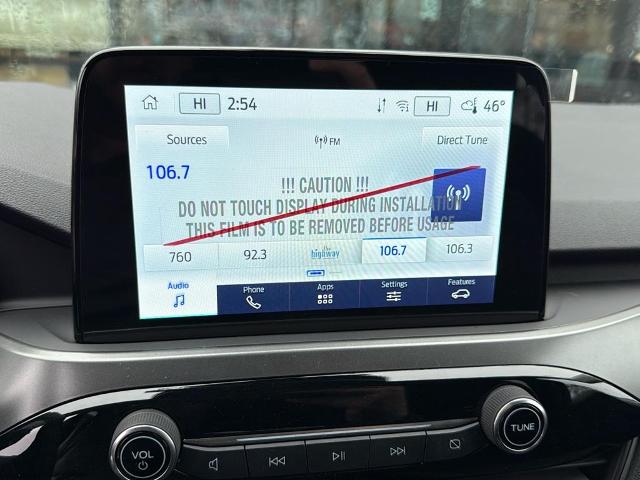 HI 2:54 HI 46°
Sources FM Direct Tune
106.7
!!! CAUTION !!!
DO NOT TOUCH DISPLAY DURING INSTALLATION
THIS FILM IS TO BE REMOVED BEFORE USAGE
760 92.3 the highway 106.7 106.3
Audio Phone Apps Settings Features
VOL TUNE